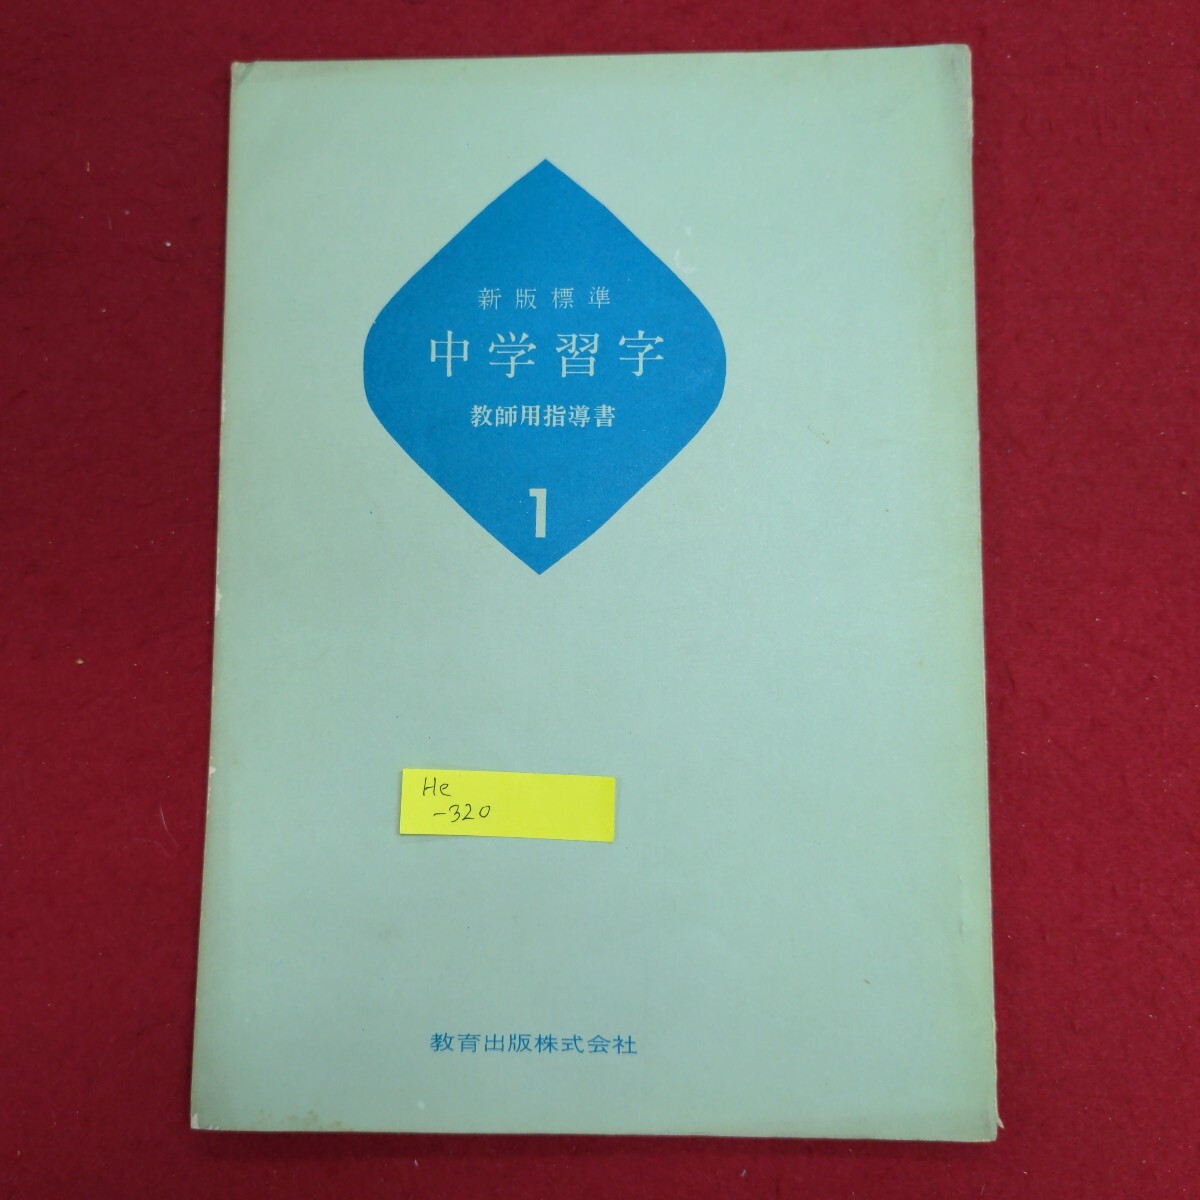 新版標準
中学習字
教師用指導書
1
He
-320
教育出版株式会社